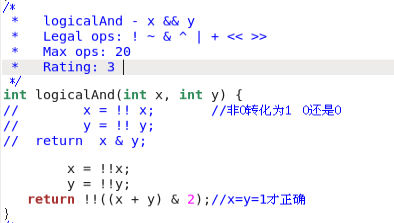 /*
 *   logicalAnd - x && y
 *   Legal ops: ! ~ & ^ | + << >>
 *   Max ops: 20
 *   Rating: 3
 */
int logicalAnd(int x, int y) {
//        x = !! x;       //非0转化为1  0还是0
//        y = !! y;
//  return  x & y;
        x = !!x;
        y = !!y;
   return !!((x + y) & 2);//x=y=1才正确
}